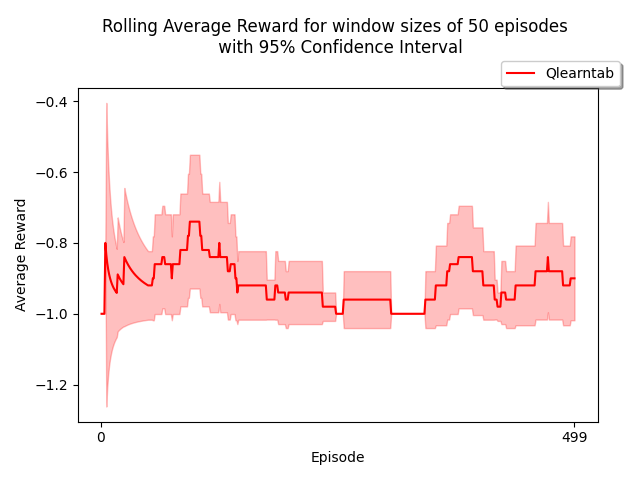 Rolling Average Reward for window sizes of 50 episodes
with 95% Confidence Interval
Qlearntab
−0.4
−0.6
−0.8
−1.0
−1.2
Average Reward
0
499
Episode